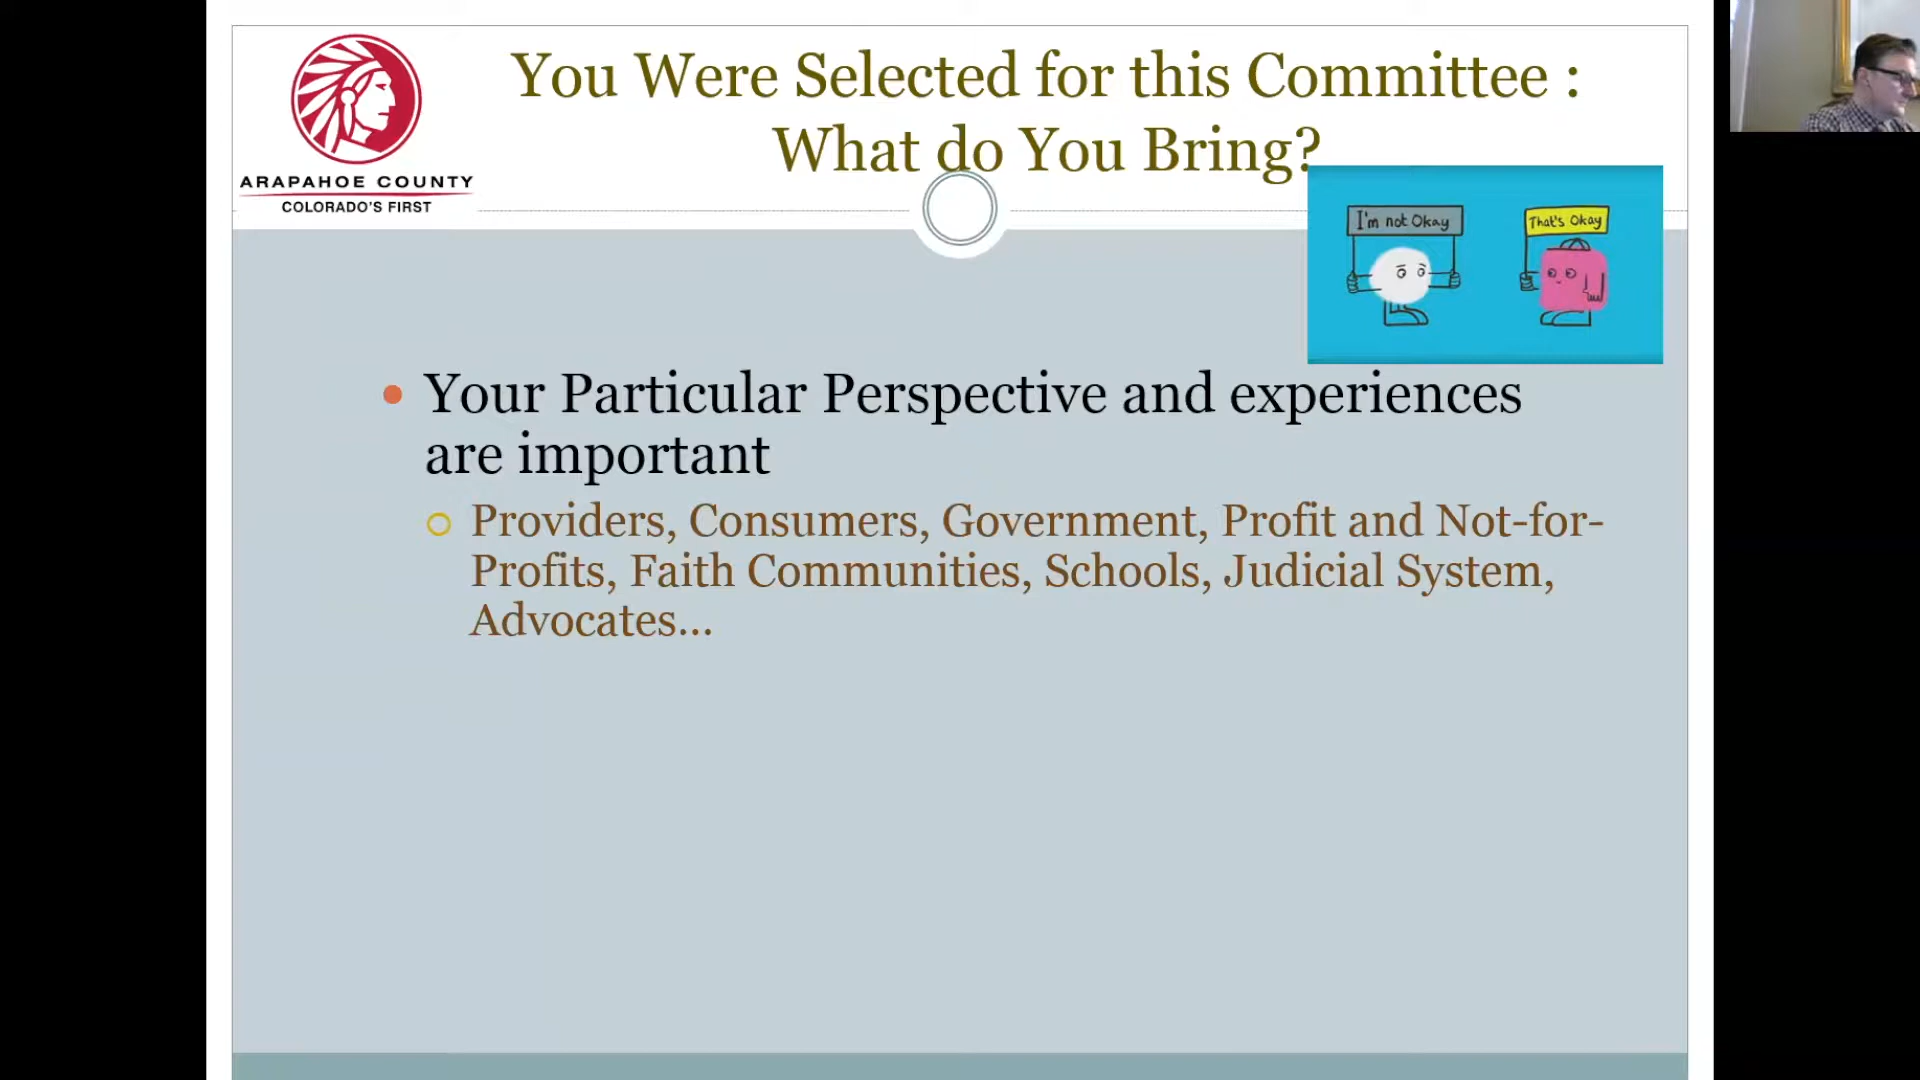 You Were Selected for this Committee :
What do You Bring?
ARAPAHOE COUNTY
COLORADO'S FIRST
I'm not Okay
That's Okay
Your Particular Perspective and experiences
are important
Providers, Consumers, Government, Profit and Not-for-
Profits, Faith Communities, Schools, Judicial System,
Advocates...